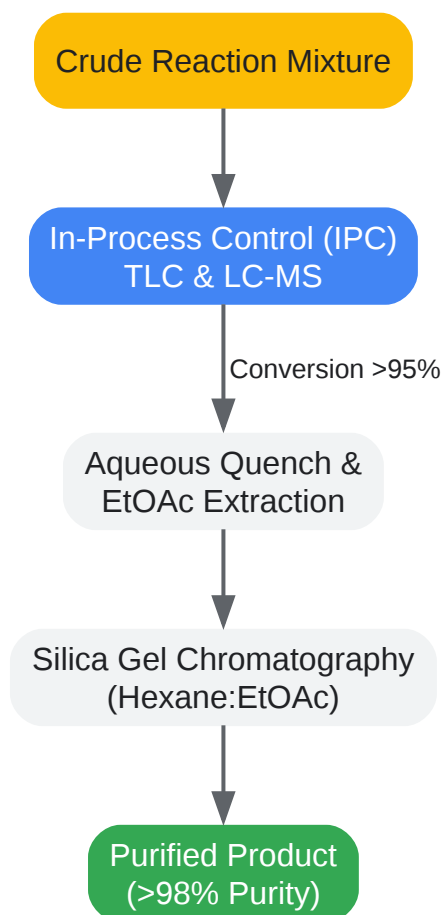 Crude Reaction Mixture
In-Process Control (IPC)
TLC & LC-MS
Conversion >95%
Aqueous Quench &
EtOAc Extraction
Silica Gel Chromatography
(Hexane:EtOAc)
Purified Product
(>98% Purity)